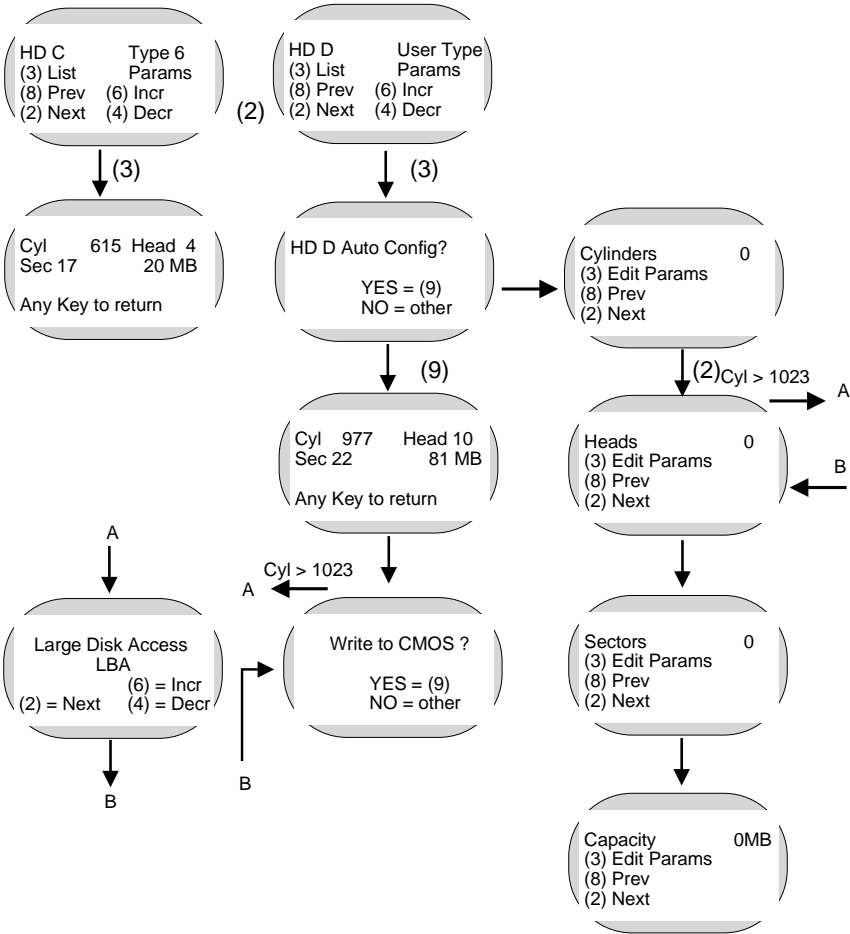 HD C Type 6
(3) List Params
(8) Prev (6) Incr
(2) Next (4) Decr
(2)
HD D User Type
(3) List Params
(8) Prev (6) Incr
(2) Next (4) Decr
(3)
(3)
Cyl 615 Head 4
Sec 17 20 MB
Any Key to return
HD D Auto Config?
YES = (9)
NO = other
Cylinders 0
(3) Edit Params
(8) Prev
(2) Next
(9)
(2)
Cyl > 1023
A
Cyl 977 Head 10
Sec 22 81 MB
Any Key to return
Heads 0
(3) Edit Params
(8) Prev
(2) Next
B
A
Cyl > 1023
A
Large Disk Access
LBA
(6) = Incr
(2) = Next (4) = Decr
B
Write to CMOS ?
YES = (9)
NO = other
B
Sectors 0
(3) Edit Params
(8) Prev
(2) Next
Capacity 0MB
(3) Edit Params
(8) Prev
(2) Next